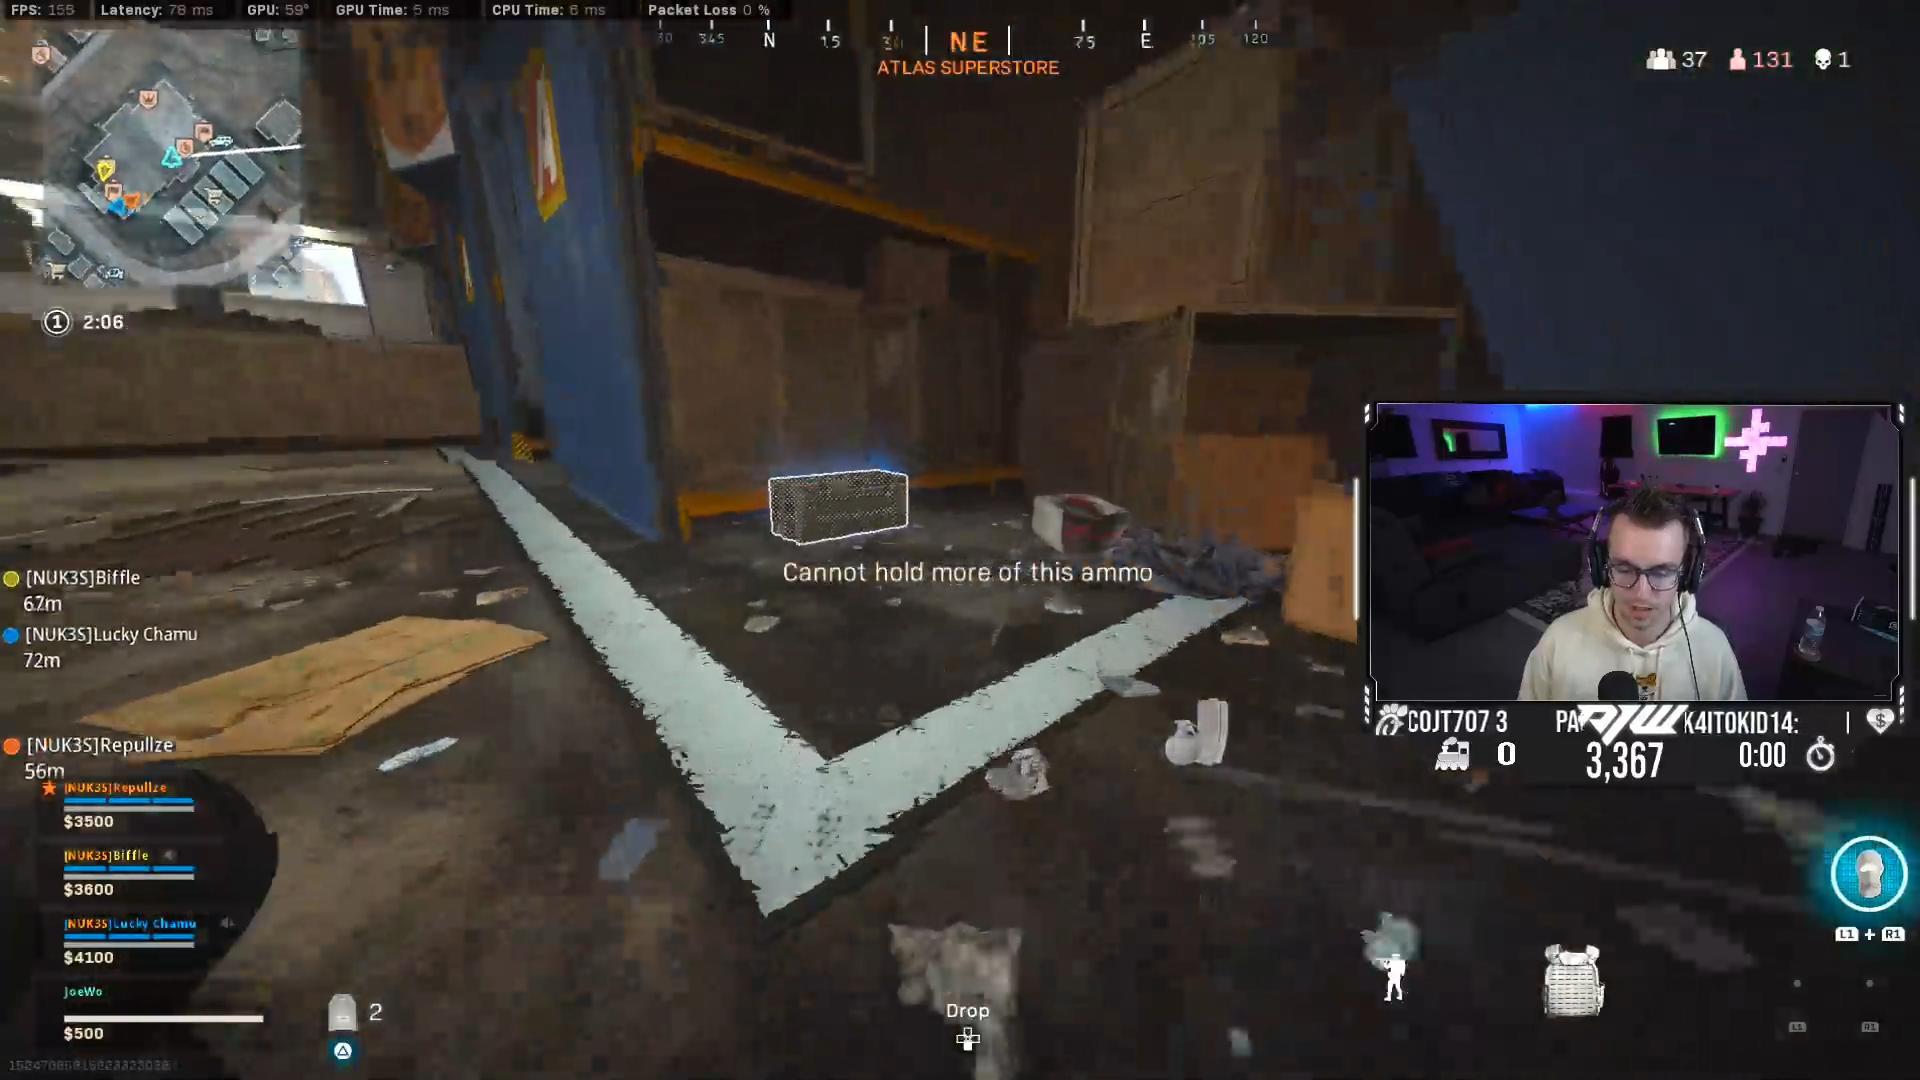 FPS: 155 Latency: 78 ms GPU: 59° GPU Time: 5 ms CPU Time: 6 ms Packet Loss 0 %
345 N 15 NE 75 E 105 120
ATLAS SUPERSTORE
37 131 1
A
1 2:06
Cannot hold more of this ammo
[NUK3S]Biffle
67m
[NUK3S]Lucky Chamu
72m
[NUK3S]Repullze
56m
[NUK3S]Repullze
$3500
[NUK3S]Biffle
$3600
[NUK3S]Lucky Chamu
$4100
JoeWo
$500
2
Drop
COJT707 3 K4ITOKID14: |
0 3,367 0:00
L1 + R1
L1 R1